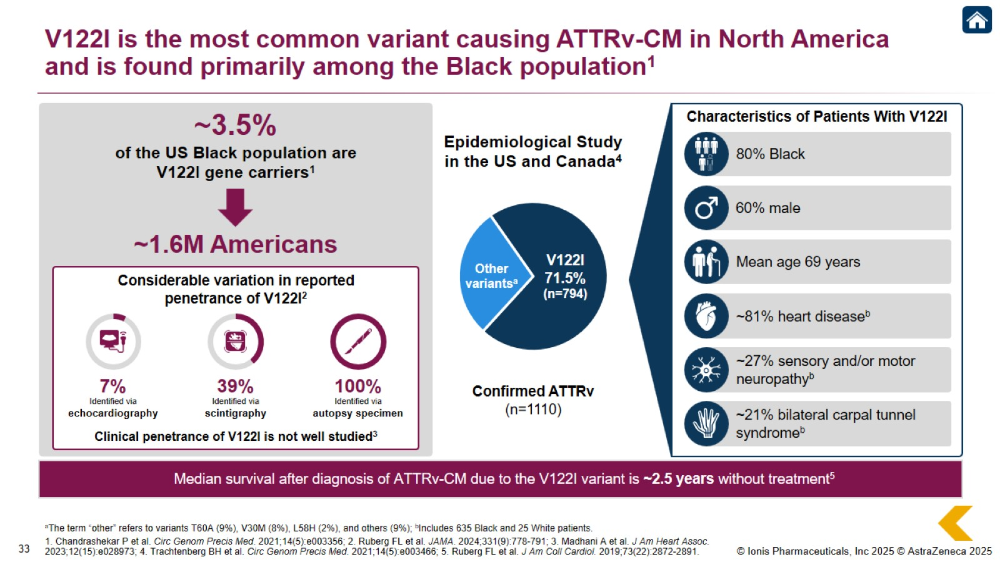 V122I is the most common variant causing ATTRv-CM in North America
and is found primarily among the Black population¹
~3.5%
of the US Black population are
V122I gene carriers¹
~1.6M Americans
Considerable variation in reported
penetrance of V122I²
7%
Identified via
echocardiography
39%
Identified via
scintigraphy
100%
Identified via
autopsy specimen
Clinical penetrance of V122I is not well studied³
Epidemiological Study
in the US and Canada⁴
Other
variantsᵃ
V122I
71.5%
(n=794)
Confirmed ATTRv
(n=1110)
Characteristics of Patients With V122I
80% Black
60% male
Mean age 69 years
~81% heart diseaseᵇ
~27% sensory and/or motor
neuropathyᵇ
~21% bilateral carpal tunnel
syndromeᵇ
Median survival after diagnosis of ATTRv-CM due to the V122I variant is ~2.5 years without treatment⁵
ᵃThe term “other” refers to variants T60A (9%), V30M (8%), L58H (2%), and others (9%); ᵇIncludes 635 Black and 25 White patients.
1. Chandrashekar P et al. Circ Genom Precis Med. 2021;14(5):e003356; 2. Ruberg FL et al. JAMA. 2024;331(9):778-791; 3. Madhani A et al. J Am Heart Assoc.
2023;12(15):e028973; 4. Trachtenberg BH et al. Circ Genom Precis Med. 2021;14(5):e003466; 5. Ruberg FL et al. J Am Coll Cardiol. 2019;73(22):2872-2891.
33
© Ionis Pharmaceuticals, Inc 2025 © AstraZeneca 2025